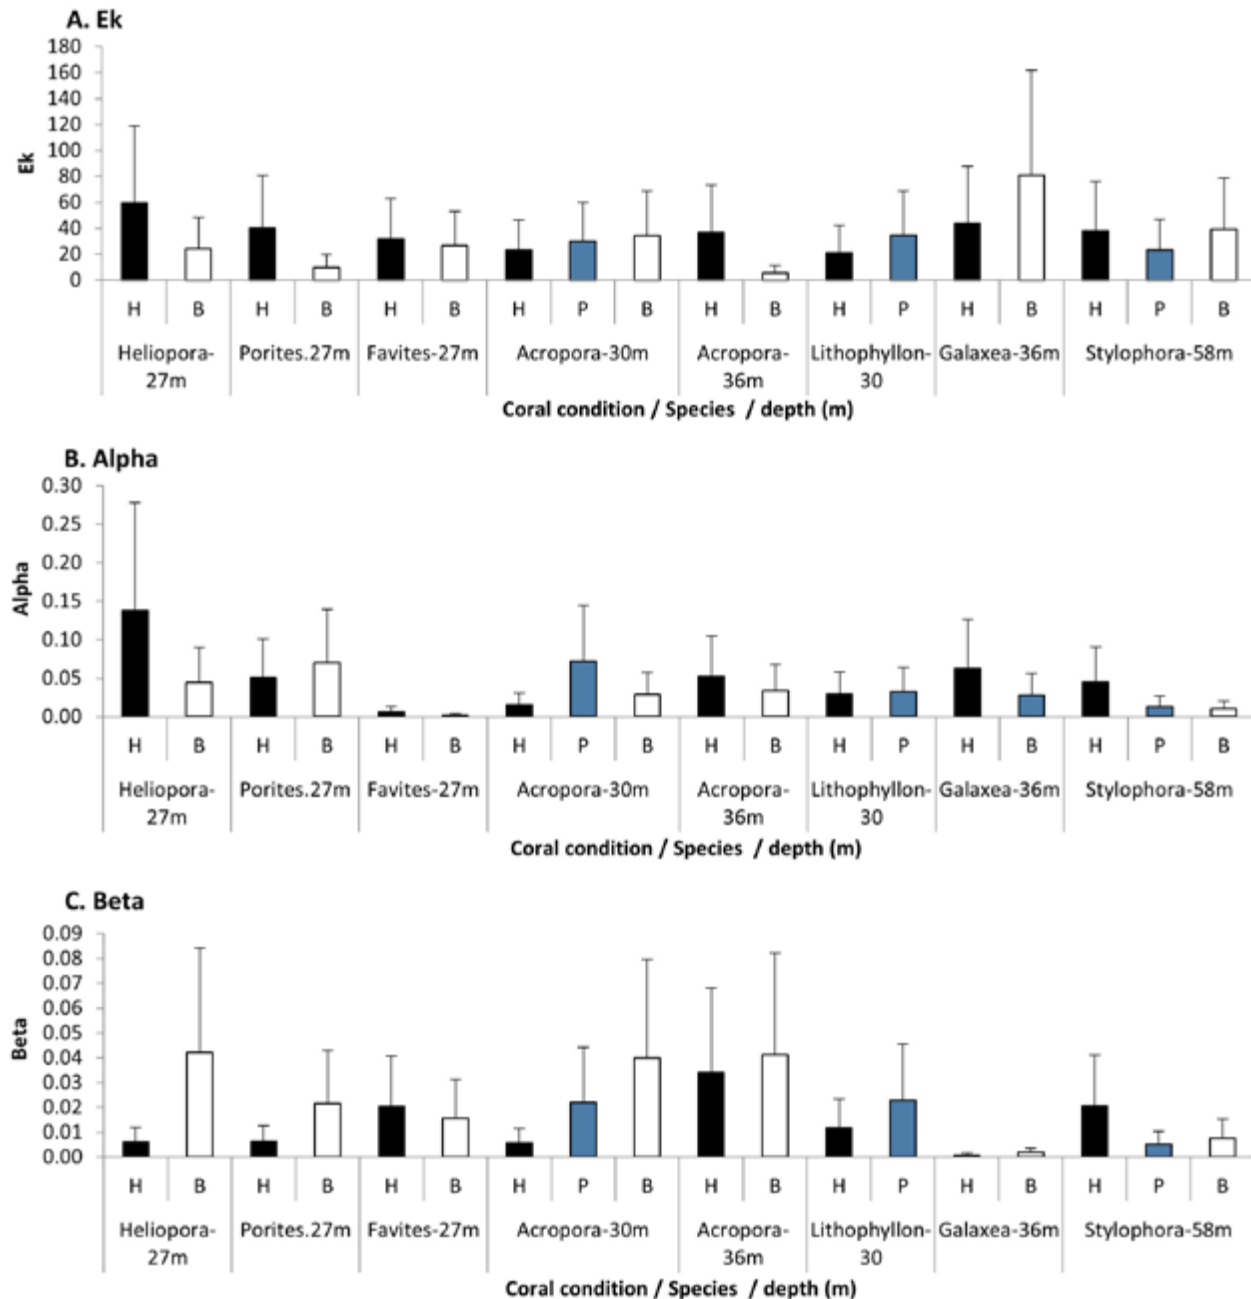 A. Ek
180
160
140
120
100
80
60
40
20
0
Ek
H B H B H B H P B H B H P H B H P B
Heliopora-27m Porites.27m Favites-27m Acropora-30m Acropora-36m Lithophyllon-30 Galaxea-36m Stylophora-58m
Coral condition / Species / depth (m)
B. Alpha
0.30
0.25
0.20
0.15
0.10
0.05
0.00
Alpha
H B H B H B H P B H B H P H B H P B
Heliopora-27m Porites.27m Favites-27m Acropora-30m Acropora-36m Lithophyllon-30 Galaxea-36m Stylophora-58m
Coral condition / Species / depth (m)
C. Beta
0.09
0.08
0.07
0.06
0.05
0.04
0.03
0.02
0.01
0.00
Beta
H B H B H B H P B H B H P H B H P B
Heliopora-27m Porites.27m Favites-27m Acropora-30m Acropora-36m Lithophyllon-30 Galaxea-36m Stylophora-58m
Coral condition / Species / depth (m)